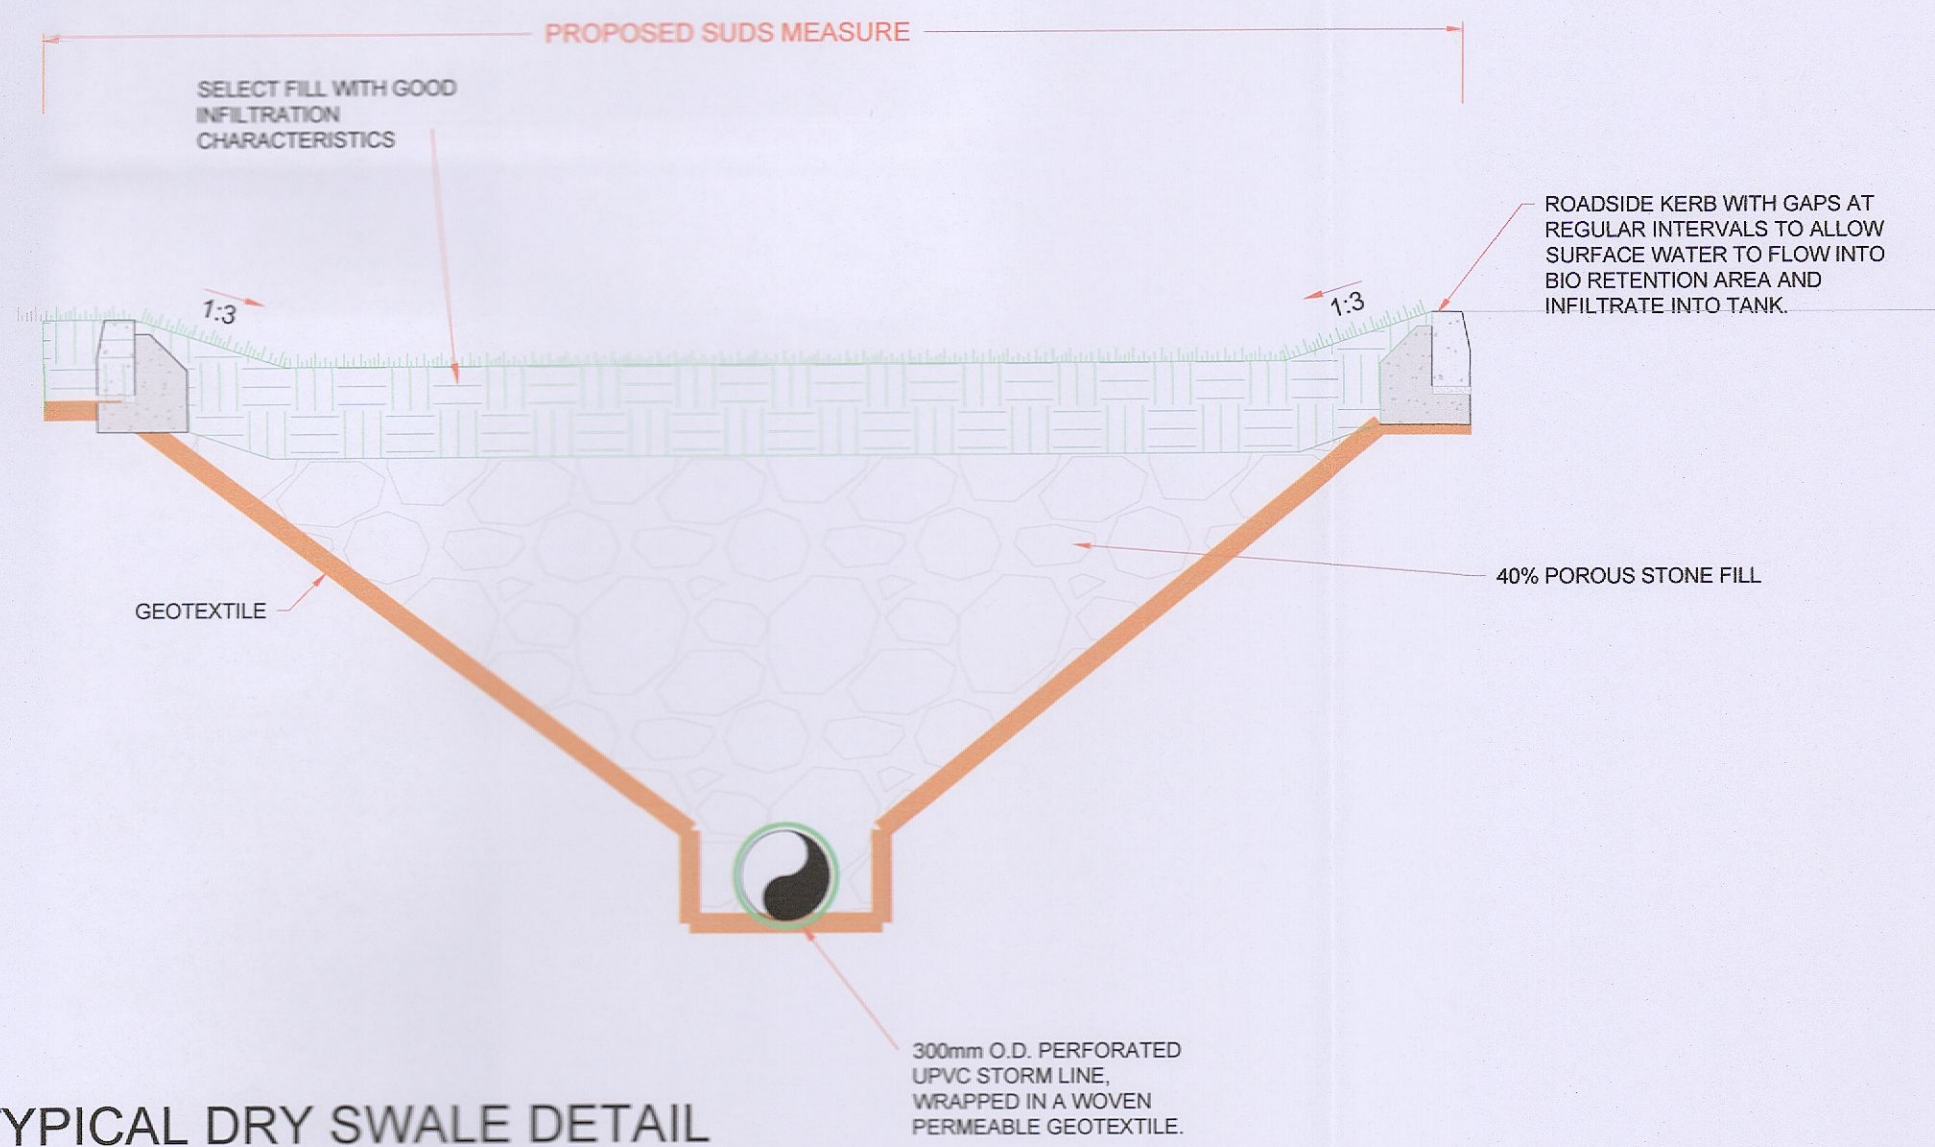 PROPOSED SUDS MEASURE
SELECT FILL WITH GOOD
INFILTRATION
CHARACTERISTICS
ROADSIDE KERB WITH GAPS AT
REGULAR INTERVALS TO ALLOW
SURFACE WATER TO FLOW INTO
BIO RETENTION AREA AND
INFILTRATE INTO TANK.
1:3
1:3
40% POROUS STONE FILL
GEOTEXTILE
300mm O.D. PERFORATED
UPVC STORM LINE,
WRAPPED IN A WOVEN
PERMEABLE GEOTEXTILE.
TYPICAL DRY SWALE DETAIL